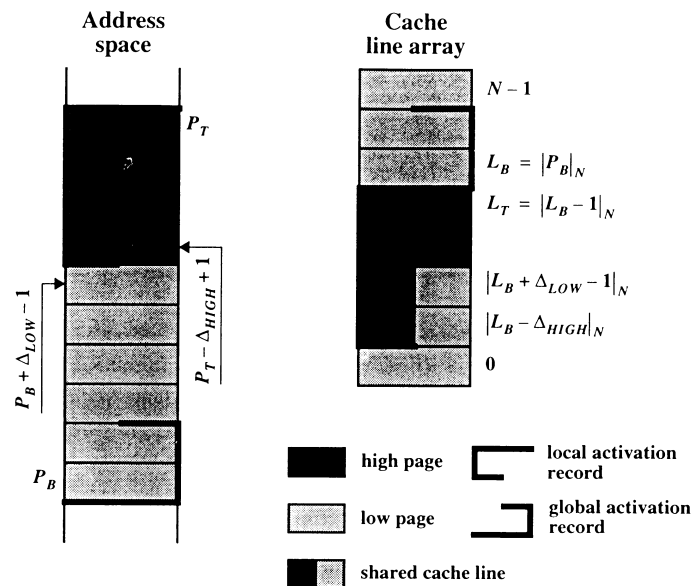 Address
space
Cache
line array
P_T
N − 1
L_B = |P_B|_N
L_T = |L_B − 1|_N
P_B + Δ_LOW − 1
P_T − Δ_HIGH + 1
|L_B + Δ_LOW − 1|_N
|L_B − Δ_HIGH|_N
0
P_B
high page
local activation
record
low page
global activation
record
shared cache line